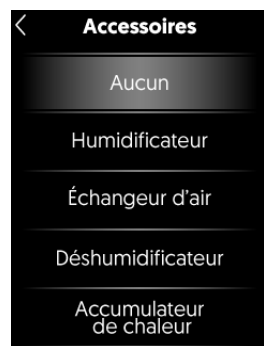 Accessoires
Aucun
Humidificateur
Échangeur d'air
Déshumidificateur
Accumulateur
de chaleur